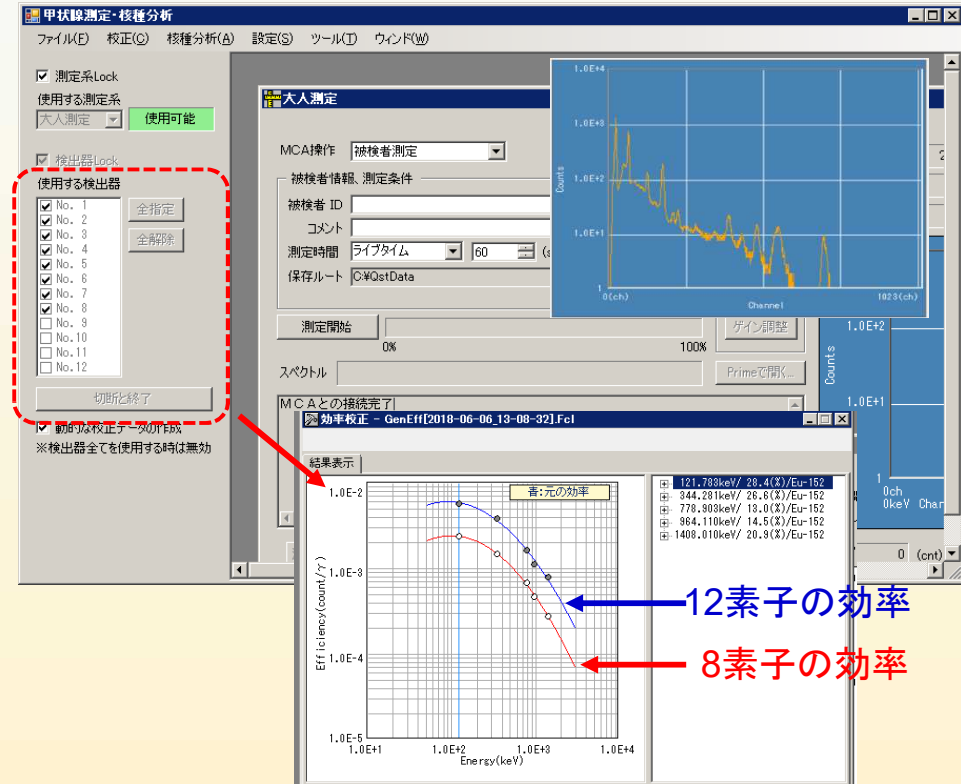 甲状腺測定・核種分析
ファイル(F) 校正(C) 核種分析(A) 設定(S) ツール(T) ウィンド(W)
測定系Lock
使用する測定系
大人測定
使用可能
検出器Lock
使用する検出器
No. 1
No. 2
No. 3
No. 4
No. 5
No. 6
No. 7
No. 8
No. 9
No.10
No.11
No.12
全指定
全解除
切断と終了
動的な校正データの作成
※検出器全てを使用する時は無効
大人測定
MCA操作 被検者測定
被検者情報、測定条件
被検者 ID
コメント
測定時間 ライブタイム 60
保存ルート C:¥QstData
測定開始
0% 100%
ゲイン調整
スペクトル
Primeで開く...
MCAとの接続完了
1.0E+4
1.0E+3
1.0E+2
1.0E+1
1
Counts
0(ch) 1023(ch)
Channel
1.0E+2
Counts
1.0E+1
1
0ch
0keV
0 (cnt)
効率校正 - GenEff[2018-06-06_13-08-32].Fcl
結果表示
青:元の効率
1.0E-2
1.0E-3
1.0E-4
1.0E-5
Efficiency(count/γ)
1.0E+1 1.0E+2 1.0E+3 1.0E+4
Energy(keV)
121.783keV/ 28.4(%)/Eu-152
344.281keV/ 26.6(%)/Eu-152
778.903keV/ 13.0(%)/Eu-152
964.110keV/ 14.5(%)/Eu-152
1408.010keV/ 20.9(%)/Eu-152
12素子の効率
8素子の効率